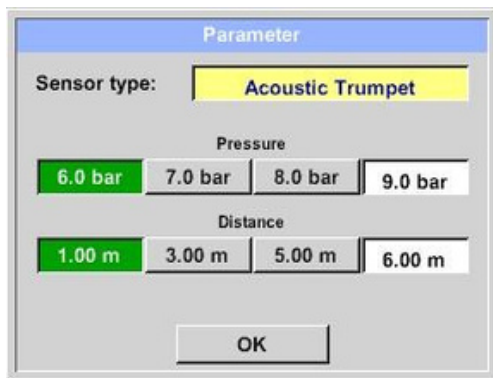 Parameter
Sensor type: Acoustic Trumpet
Pressure
6.0 bar 7.0 bar 8.0 bar 9.0 bar
Distance
1.00 m 3.00 m 5.00 m 6.00 m
OK